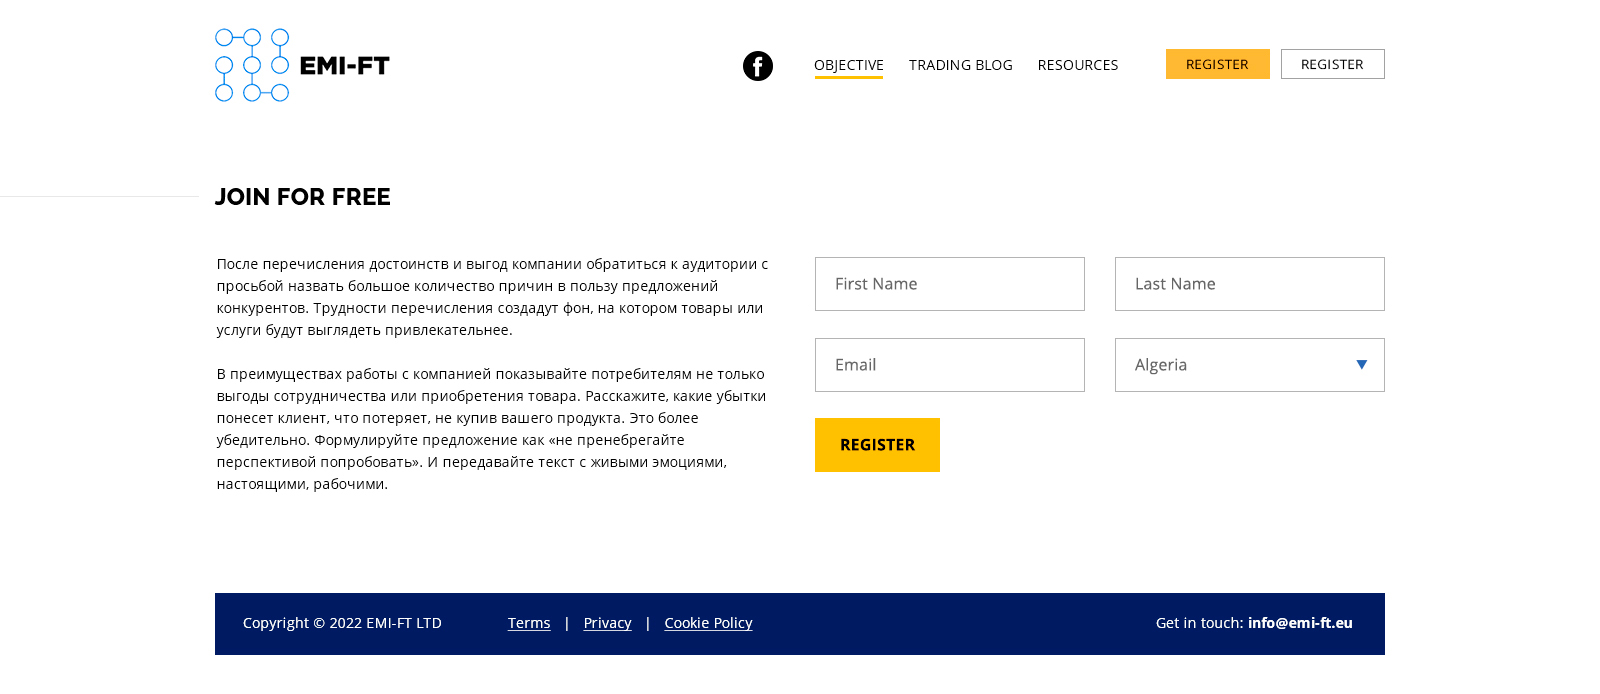 EMI-FT
OBJECTIVE TRADING BLOG RESOURCES REGISTER REGISTER
JOIN FOR FREE
После перечисления достоинств и выгод компании обратиться к аудитории с
просьбой назвать большое количество причин в пользу предложений
конкурентов. Трудности перечисления создадут фон, на котором товары или
услуги будут выглядеть привлекательнее.
В преимуществах работы с компанией показывайте потребителям не только
выгоды сотрудничества или приобретения товара. Расскажите, какие убытки
понесет клиент, что потеряет, не купив вашего продукта. Это более
убедительно. Формулируйте предложение как «не пренебрегайте
перспективой попробовать». И передавайте текст с живыми эмоциями,
настоящими, рабочими.
First Name Last Name
Email Algeria
REGISTER
Copyright © 2022 EMI-FT LTD Terms | Privacy | Cookie Policy Get in touch: info@emi-ft.eu